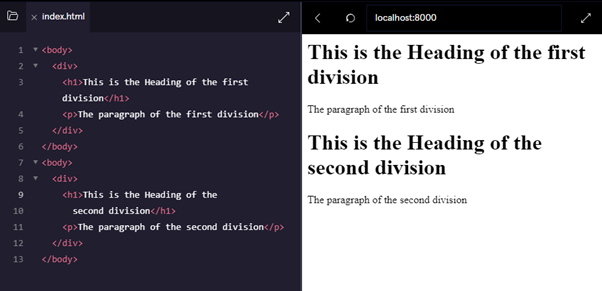 index.html
localhost:8000
1 <body>
2 <div>
3 <h1>This is the Heading of the first
division</h1>
4 <p>The paragraph of the first division</p>
5 </div>
6 </body>
7 <body>
8 <div>
9 <h1>This is the Heading of the
10 second division</h1>
11 <p>The paragraph of the second division</p>
12 </div>
13 </body>
This is the Heading of the first
division
The paragraph of the first division
This is the Heading of the
second division
The paragraph of the second division